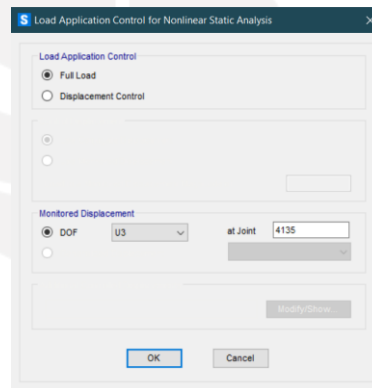 S Load Application Control for Nonlinear Static Analysis
Load Application Control
Full Load
Displacement Control
Monitored Displacement
DOF U3 at Joint 4135
Modify/Show...
OK Cancel